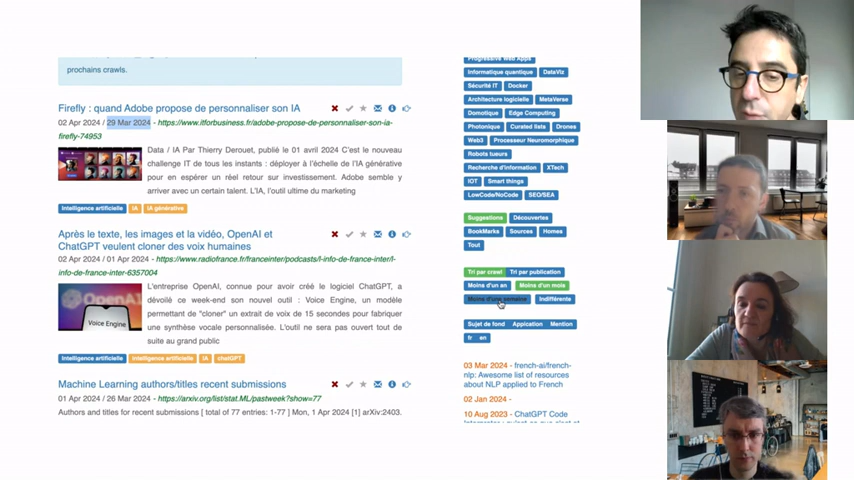 prochains crawls.
Firefly : quand Adobe propose de personnaliser son IA
02 Apr 2024 / 29 Mar 2024 - https://www.itforbusiness.fr/adobe-propose-de-personnaliser-son-ia-
firefly-74953
Data / IA Par Thierry Derouet, publié le 01 avril 2024 C'est le nouveau
challenge IT de tous les instants : déployer à l'échelle de l'IA générative
pour en espérer un réel retour sur investissement. Adobe semble y
arriver avec un certain talent. L'IA, l'outil ultime du marketing
Intelligence artificielle IA IA générative
Après le texte, les images et la vidéo, OpenAI et
ChatGPT veulent cloner des voix humaines
02 Apr 2024 / 01 Apr 2024 - https://www.radiofrance.fr/franceinter/podcasts/l-info-de-france-inter/l-
info-de-france-inter-6357004
OpenAI
Voice Engine
L'entreprise OpenAI, connue pour avoir créé le logiciel ChatGPT, a
dévoilé ce week-end son nouvel outil : Voice Engine, un modèle
permettant de "cloner" un extrait de voix de 15 secondes pour fabriquer
une synthèse vocale personnalisée. L'outil ne sera pas ouvert tout de
suite au grand public
Intelligence artificielle intelligence artificielle IA chatGPT
Machine Learning authors/titles recent submissions
01 Apr 2024 / 26 Mar 2024 - https://arxiv.org/list/stat.ML/pastweek?show=77
Authors and titles for recent submissions [ total of 77 entries: 1-77 ] Mon, 1 Apr 2024 [1] arXiv:2403.
Progressive Web Apps
Informatique quantique DataViz
Sécurité IT Docker
Architecture logicielle MetaVerse
Domotique Edge Computing
Photonique Curated lists Drones
Web3 Processeur Neuromorphique
Robots tueurs
Recherche d'information XTech
IOT Smart things
LowCode/NoCode SEO/SEA
Suggestions Découvertes
BookMarks Sources Homes
Tout
Tri par crawl Tri par publication
Moins d'un an Moins d'un mois
Moins d'une semaine Indifférente
Sujet de fond Application Mention
fr en
03 Mar 2024 - french-ai/french-
nlp: Awesome list of resources
about NLP applied to French
02 Jan 2024 -
10 Aug 2023 - ChatGPT Code